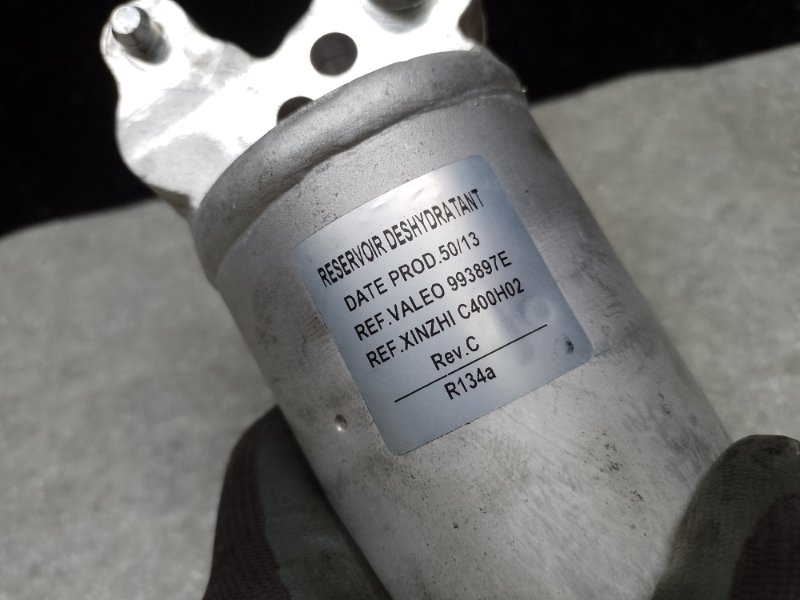 RESERVOIR DESHYDRATANT
DATE PROD.50/13
REF.VALEO 993897E
REF.XINZHI C400H02
Rev.C
R134a